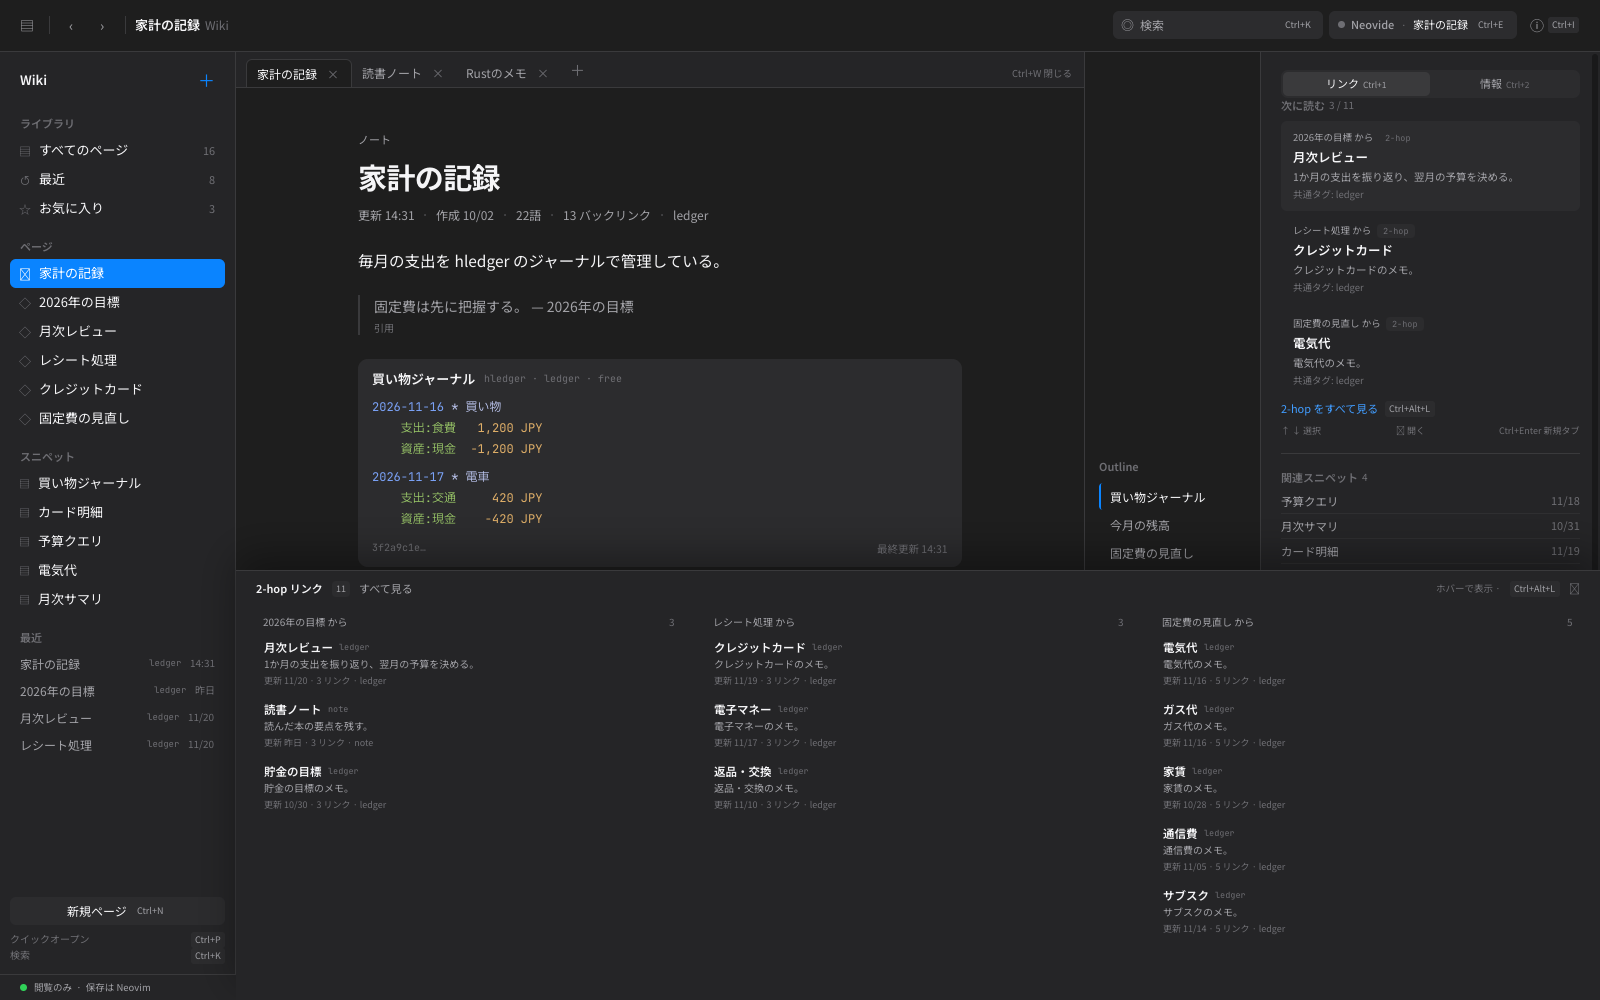 家計の記録 Wiki
検索 Ctrl+K
Neovide · 家計の記録 Ctrl+E
Ctrl+I
Wiki
ライブラリ
すべてのページ 16
最近 8
お気に入り 3
ページ
家計の記録
2026年の目標
月次レビュー
レシート処理
クレジットカード
固定費の見直し
スニペット
買い物ジャーナル
カード明細
予算クエリ
電気代
月次サマリ
最近
家計の記録 ledger 14:31
2026年の目標 ledger 昨日
月次レビュー ledger 11/20
レシート処理 ledger 11/20
新規ページ Ctrl+N
クイックオープン Ctrl+P
検索 Ctrl+K
閲覧のみ · 保存は Neovim
家計の記録 × 読書ノート × Rustのメモ × +
Ctrl+W 閉じる
ノート
家計の記録
更新 14:31 · 作成 10/02 · 22語 · 13 バックリンク · ledger
毎月の支出を hledger のジャーナルで管理している。
固定費は先に把握する。 — 2026年の目標
引用
買い物ジャーナル hledger · ledger · free
2026-11-16 * 買い物
支出:食費 1,200 JPY
資産:現金 -1,200 JPY
2026-11-17 * 電車
支出:交通 420 JPY
資産:現金 -420 JPY
3f2a9c1e… 最終更新 14:31
Outline
買い物ジャーナル
今月の残高
固定費の見直し
リンク Ctrl+1 情報 Ctrl+2
次に読む 3 / 11
2026年の目標 から 2-hop
月次レビュー
1か月の支出を振り返り、翌月の予算を決める。
共通タグ: ledger
レシート処理 から 2-hop
クレジットカード
クレジットカードのメモ。
共通タグ: ledger
固定費の見直し から 2-hop
電気代
電気代のメモ。
共通タグ: ledger
2-hop をすべて見る Ctrl+Alt+L
↑ ↓ 選択 開く Ctrl+Enter 新規タブ
関連スニペット 4
予算クエリ 11/18
月次サマリ 10/31
カード明細 11/19
2-hop リンク 11 すべて見る
ホバーで表示 · Ctrl+Alt+L
2026年の目標 から 3
月次レビュー ledger
1か月の支出を振り返り、翌月の予算を決める。
更新 11/20 · 3 リンク · ledger
読書ノート note
読んだ本の要点を残す。
更新 昨日 · 3 リンク · note
貯金の目標 ledger
貯金の目標のメモ。
更新 10/30 · 3 リンク · ledger
レシート処理 から 3
クレジットカード ledger
クレジットカードのメモ。
更新 11/19 · 3 リンク · ledger
電子マネー ledger
電子マネーのメモ。
更新 11/17 · 3 リンク · ledger
返品・交換 ledger
返品・交換のメモ。
更新 11/10 · 3 リンク · ledger
固定費の見直し から 5
電気代 ledger
電気代のメモ。
更新 11/16 · 5 リンク · ledger
ガス代 ledger
ガス代のメモ。
更新 11/16 · 5 リンク · ledger
家賃 ledger
家賃のメモ。
更新 10/28 · 5 リンク · ledger
通信費 ledger
通信費のメモ。
更新 11/05 · 5 リンク · ledger
サブスク ledger
サブスクのメモ。
更新 11/14 · 5 リンク · ledger